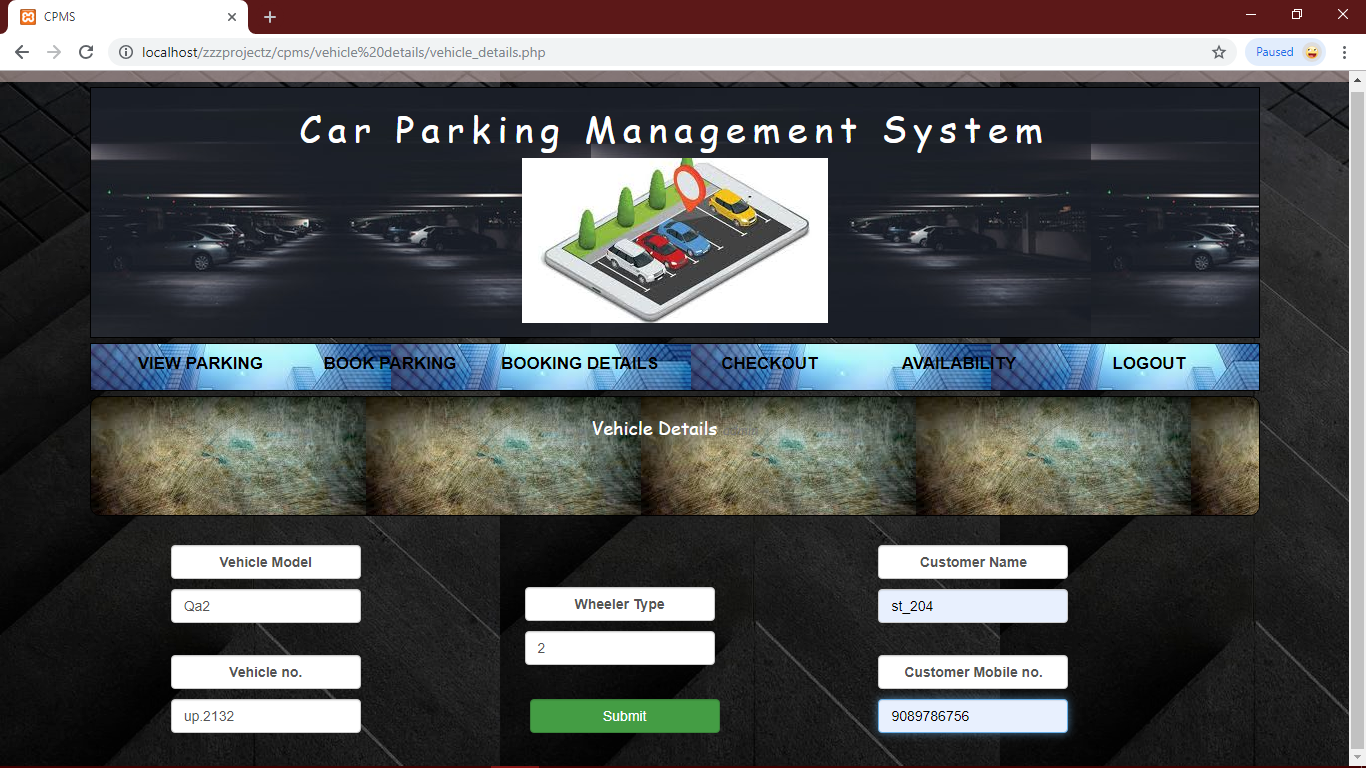 CPMS
localhost/zzzprojectz/cpms/vehicle%20details/vehicle_details.php
Paused
Car Parking Management System
VIEW PARKING BOOK PARKING BOOKING DETAILS CHECKOUT AVAILABILITY LOGOUT
Vehicle Details
Vehicle Model
Qa2
Vehicle no.
up.2132
Wheeler Type
2
Submit
Customer Name
st_204
Customer Mobile no.
9089786756